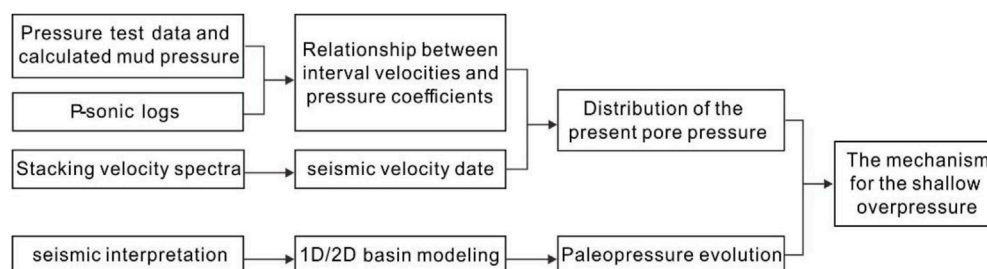 Pressure test data and
calculated mud pressure
P-sonic logs
Stacking velocity spectra
seismic interpretation
Relationship between
interval velocities and
pressure coefficients
seismic velocity date
1D/2D basin modeling
Distribution of the
present pore pressure
Paleopressure evolution
The mechanism
for the shallow
overpressure